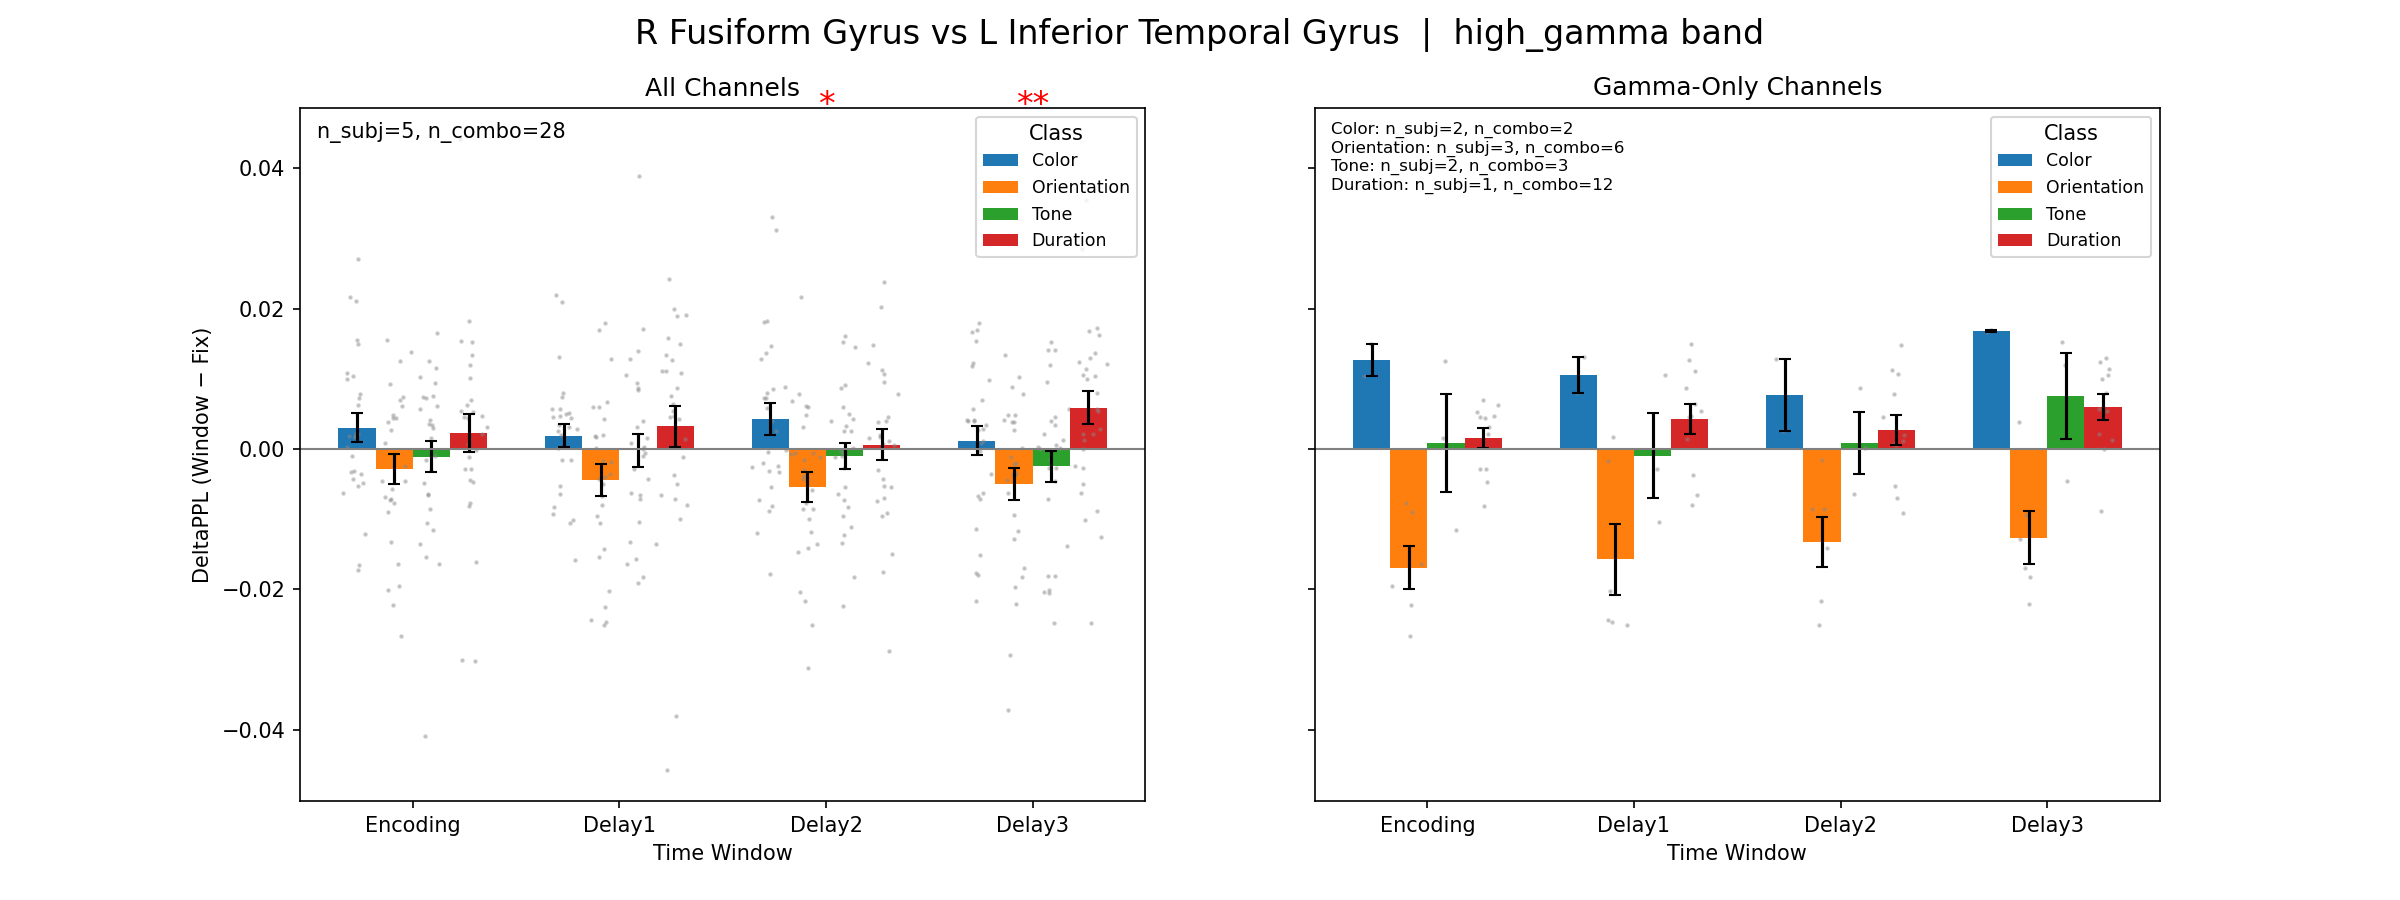 R Fusiform Gyrus vs L Inferior Temporal Gyrus | high_gamma band
All Channels
*
**
n_subj=5, n_combo=28
Class
Color
Orientation
Tone
Duration
DeltaPPL (Window − Fix)
0.04
0.02
0.00
−0.02
−0.04
Encoding
Delay1
Delay2
Delay3
Time Window
Gamma-Only Channels
Color: n_subj=2, n_combo=2
Orientation: n_subj=3, n_combo=6
Tone: n_subj=2, n_combo=3
Duration: n_subj=1, n_combo=12
Class
Color
Orientation
Tone
Duration
Encoding
Delay1
Delay2
Delay3
Time Window